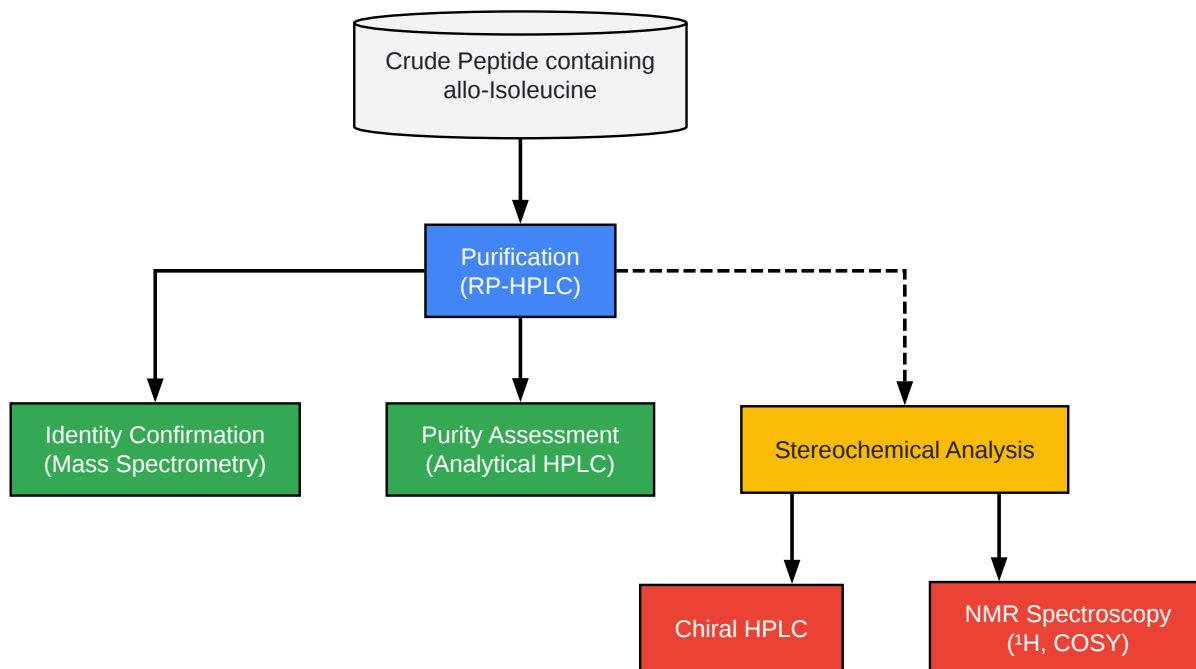 Crude Peptide containing
allo-Isoleucine
Purification
(RP-HPLC)
Identity Confirmation
(Mass Spectrometry)
Purity Assessment
(Analytical HPLC)
Stereochemical Analysis
Chiral HPLC
NMR Spectroscopy
(¹H, COSY)